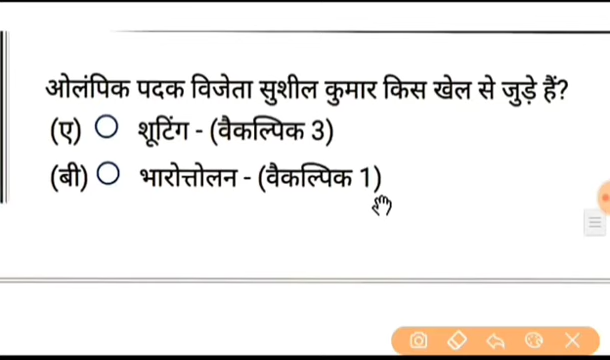 ओलंपिक पदक विजेता सुशील कुमार किस खेल से जुड़े हैं?
(ए) शूटिंग - (वैकल्पिक 3)
(बी) भारोत्तोलन - (वैकल्पिक 1)